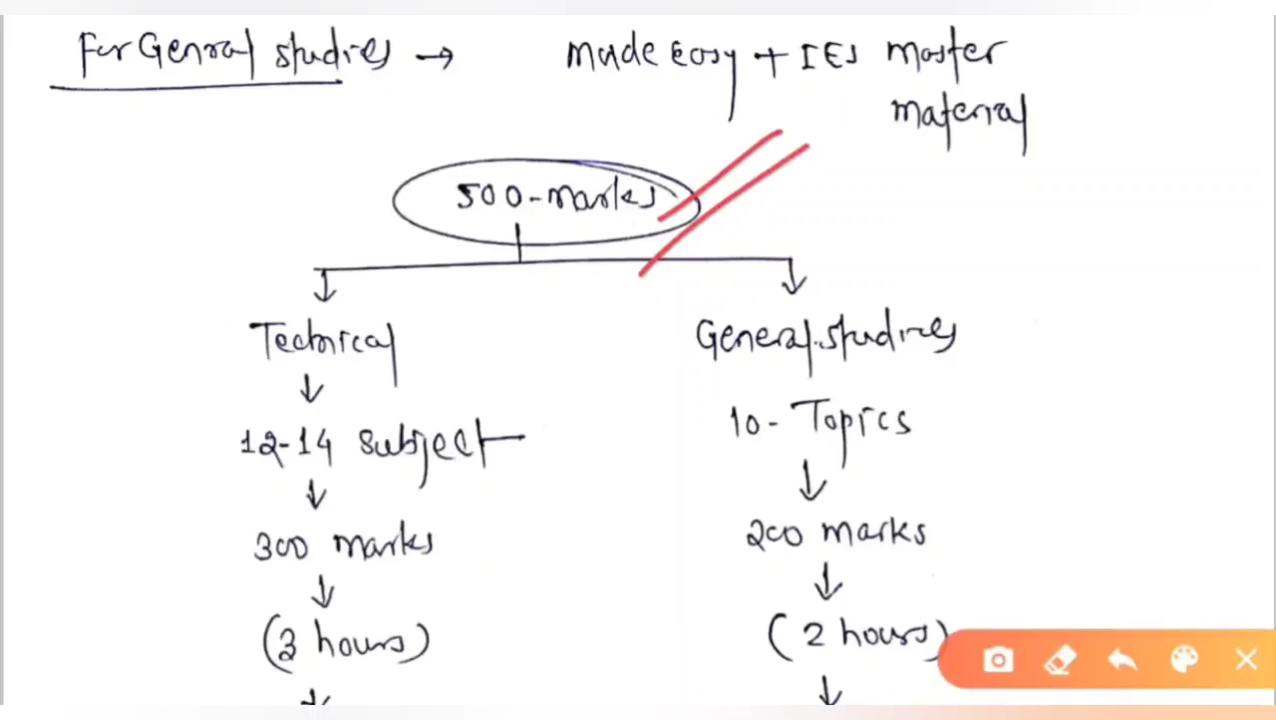 For Genral studies → made easy + IES master
material
500-marks
Technical
General.studies
↓
12-14 subject
10- Topics
↓
↓
300 marks
200 marks
↓
↓
(3 hours)
(2 hours)
↓
↓